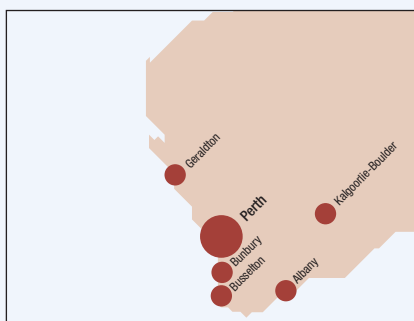 Geraldton
Kalgoorlie-Boulder
Perth
Bunbury
Busselton
Albany